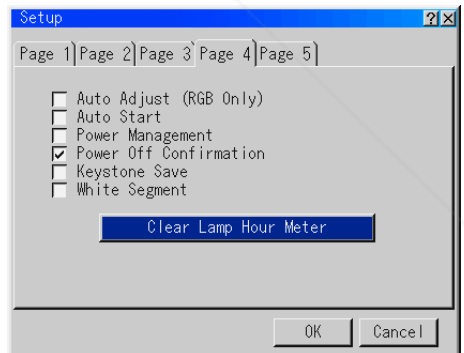 Setup ? ×
Page 1 Page 2 Page 3 Page 4 Page 5
Auto Adjust (RGB Only)
Auto Start
Power Management
Power Off Confirmation
Keystone Save
White Segment
Clear Lamp Hour Meter
OK Cancel